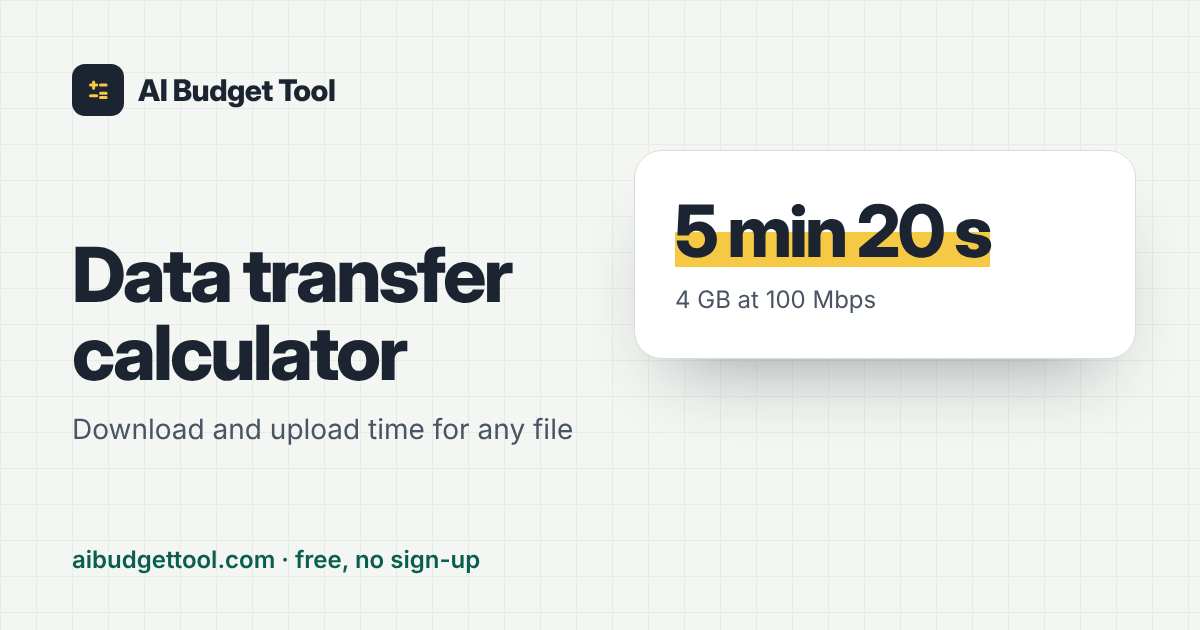 AI Budget Tool
Data transfer
calculator
Download and upload time for any file
5 min 20 s
4 GB at 100 Mbps
aibudgettool.com · free, no sign-up